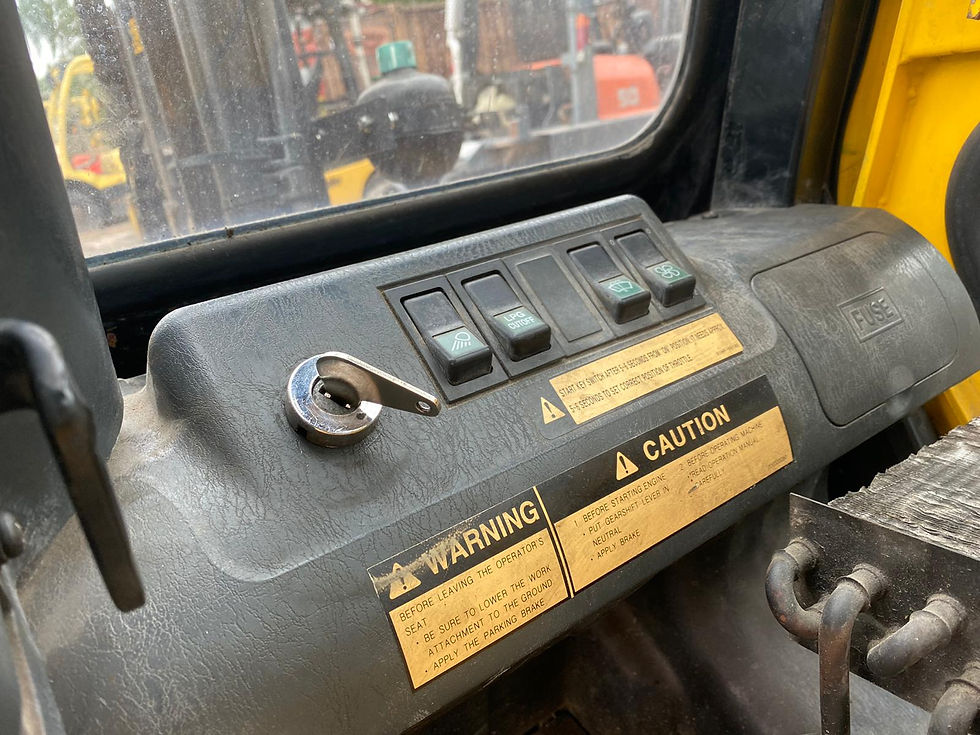 LPG
CUTOFF
FUSE
START KEY SWITCH AFTER 5-6 SECONDS FROM 'ON' POSITION. IT NEEDS APPROX.
5-6 SECONDS TO SET CORRECT POSITION OF THROTTLE.
WARNING
BEFORE LEAVING THE OPERATOR'S
SEAT
· BE SURE TO LOWER THE WORK
ATTACHMENT TO THE GROUND
· APPLY THE PARKING BRAKE
CAUTION
1. BEFORE STARTING ENGINE
· PUT GEARSHIFT LEVER IN
NEUTRAL
· APPLY BRAKE
2. BEFORE OPERATING MACHINE
READ OPERATION MANUAL
CAREFULLY